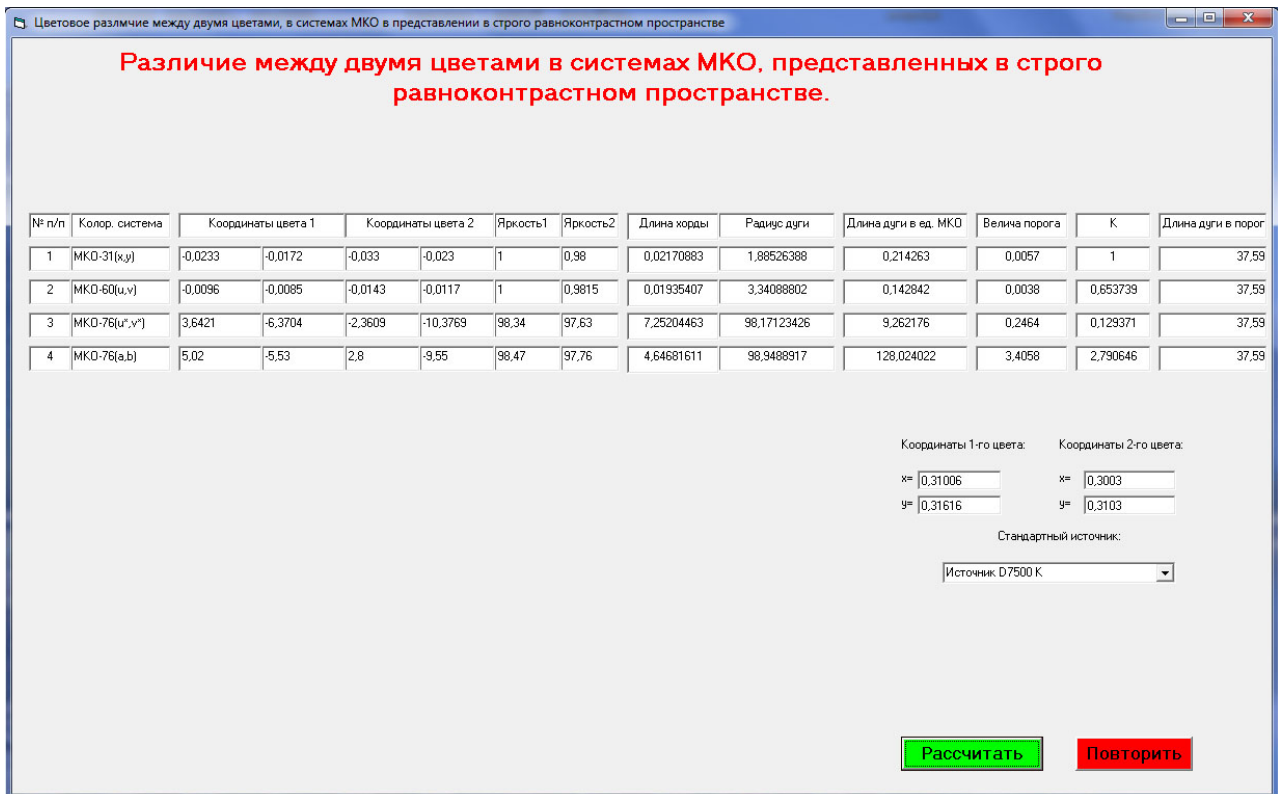 Цветовое разлмчие между двумя цветами, в системах МКО в представлении в строго равноконтрастном пространстве
Различие между двумя цветами в системах МКО, представленных в строго
равноконтрастном пространстве.
№ п/п Колор. система Координаты цвета 1 Координаты цвета 2 Яркость1 Яркость2 Длина хорды Радиус дуги Длина дуги в ед. МКО Велича порога K Длина дуги в порог
1 МКО-31(x,y) -0,0233 -0,0172 -0,033 -0,023 1 0,98 0,02170883 1,88526388 0,214263 0,0057 1 37,59
2 МКО-60(u,v) -0,0096 -0,0085 -0,0143 -0,0117 1 0,9815 0,01935407 3,34088802 0,142842 0,0038 0,653739 37,59
3 МКО-76(u*,v*) 3,6421 -6,3704 -2,3609 -10,3769 98,34 97,63 7,25204463 98,17123426 9,262176 0,2464 0,129371 37,59
4 МКО-76(a,b) 5,02 -5,53 2,8 -9,55 98,47 97,76 4,64681611 98,9488917 128,024022 3,4058 2,790646 37,59
Координаты 1-го цвета: Координаты 2-го цвета:
x= 0,31006 x= 0,3003
y= 0,31616 y= 0,3103
Стандартный источник:
Источник D7500 K
Рассчитать Повторить